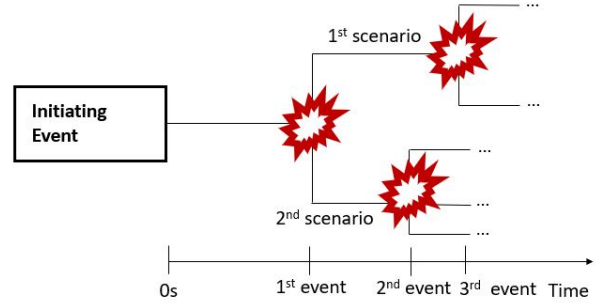 1st scenario
...
Initiating
Event
...
...
2nd scenario
...
...
0s 1st event 2nd event 3rd event Time